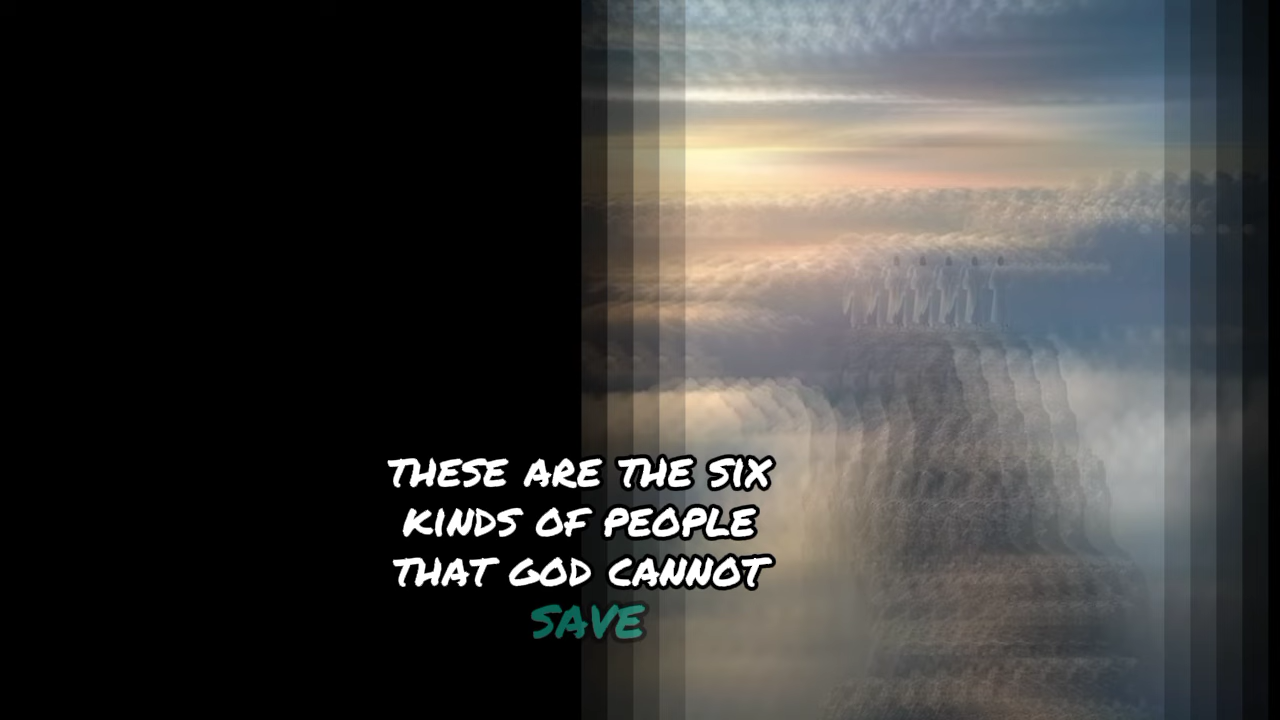 THESE ARE THE SIX
KINDS OF PEOPLE
THAT GOD CANNOT
SAVE